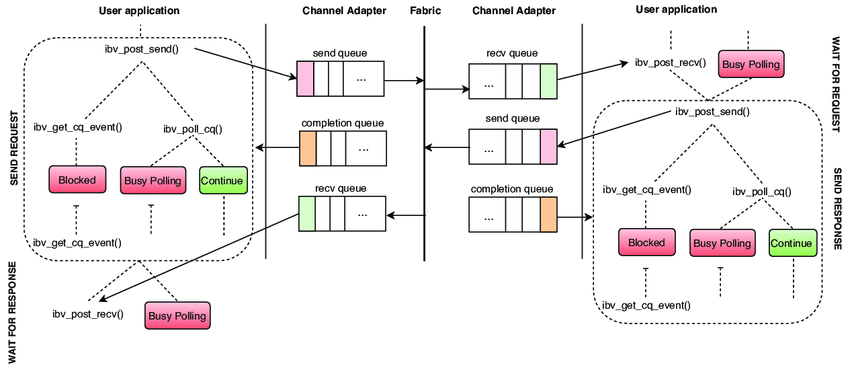 User application
Channel Adapter
Fabric
Channel Adapter
User application
SEND REQUEST
WAIT FOR RESPONSE
ibv_post_send()
ibv_get_cq_event()
ibv_poll_cq()
Blocked
Busy Polling
Continue
ibv_get_cq_event()
ibv_post_recv()
Busy Polling
send queue
...
completion queue
...
recv queue
...
recv queue
...
send queue
...
completion queue
...
ibv_post_recv()
Busy Polling
ibv_post_send()
ibv_get_cq_event()
ibv_poll_cq()
Blocked
Busy Polling
Continue
ibv_get_cq_event()
WAIT FOR REQUEST
SEND RESPONSE